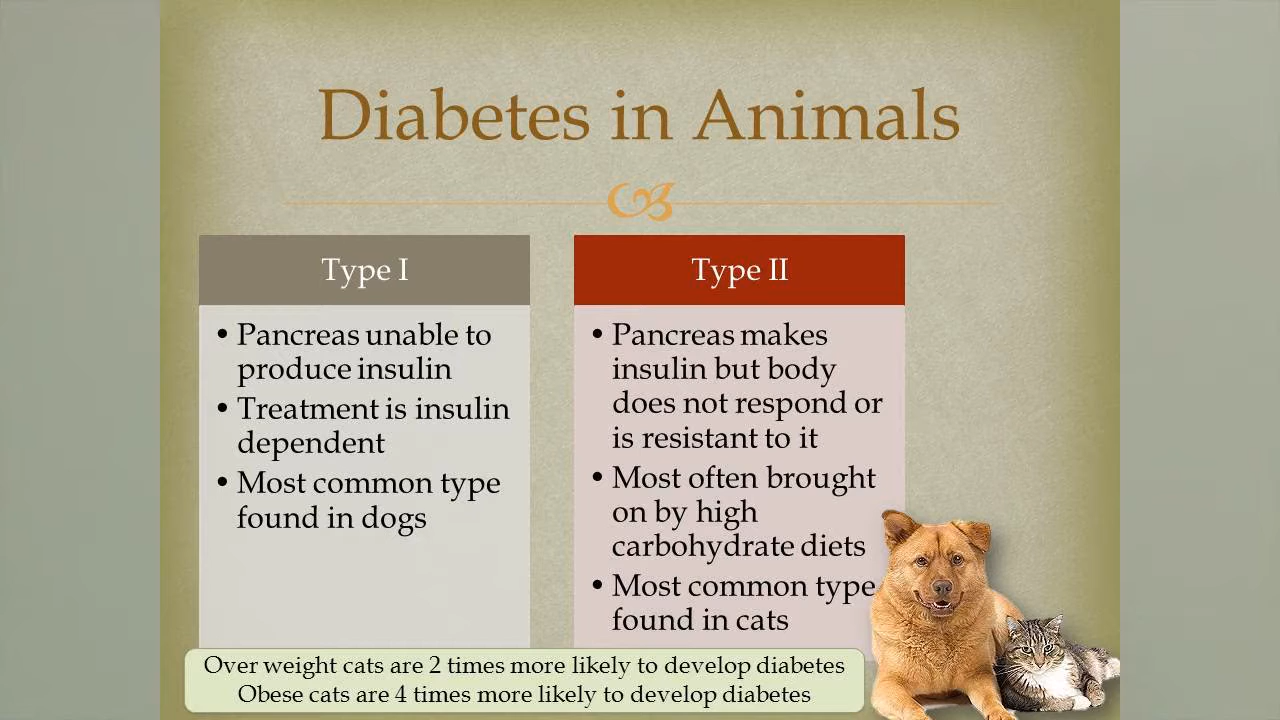 Diabetes in Animals
Type I
• Pancreas unable to
produce insulin
• Treatment is insulin
dependent
• Most common type
found in dogs
Type II
• Pancreas makes
insulin but body
does not respond or
is resistant to it
• Most often brought
on by high
carbohydrate diets
• Most common type
found in cats
Over weight cats are 2 times more likely to develop diabetes
Obese cats are 4 times more likely to develop diabetes